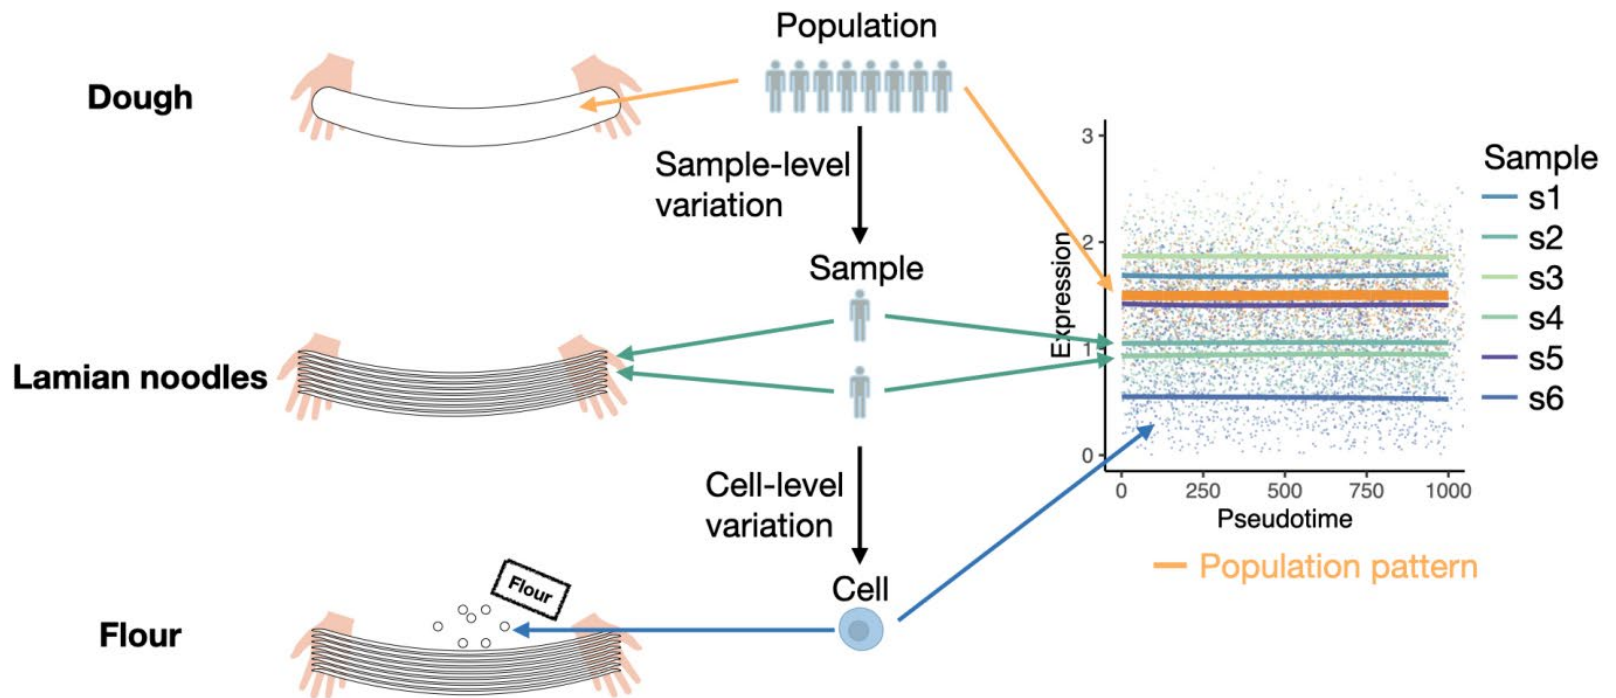 Population
Dough
Sample-level
variation
Sample
Lamian noodles
Cell-level
variation
Cell
Flour
Flour
3
2
1
0
Expression
0 250 500 750 1000
Pseudotime
Sample
s1
s2
s3
s4
s5
s6
Population pattern